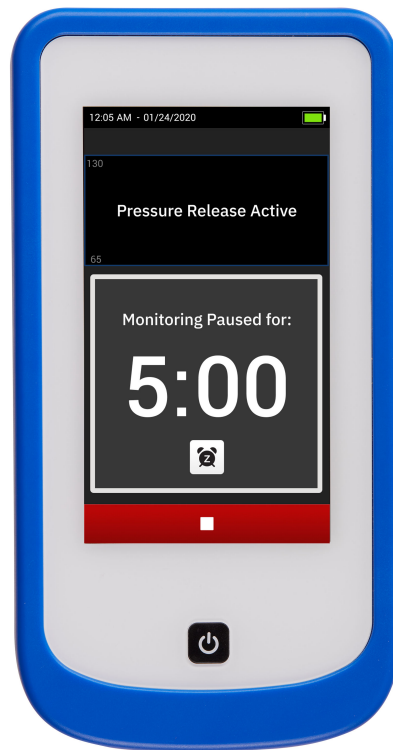 12:05 AM - 01/24/2020
130
Pressure Release Active
65
Monitoring Paused for:
5:00
Z